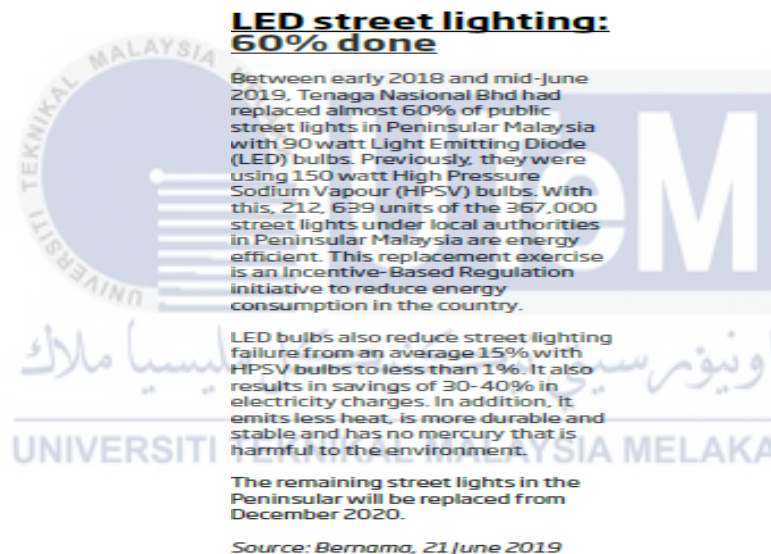 LED street lighting:
60% done
Between early 2018 and mid-June
2019, Tenaga Nasional Bhd had
replaced almost 60% of public
street lights in Peninsular Malaysia
with 90 watt Light Emitting Diode
(LED) bulbs. Previously, they were
using 150 watt High Pressure
Sodium Vapour (HPSV) bulbs. With
this, 212, 639 units of the 367,000
street lights under local authorities
in Peninsular Malaysia are energy
efficient. This replacement exercise
is an Incentive-Based Regulation
initiative to reduce energy
consumption in the country.
LED bulbs also reduce street lighting
failure from an average 15% with
HPSV bulbs to less than 1%. It also
results in savings of 30-40% in
electricity charges. In addition, it
emits less heat, is more durable and
stable and has no mercury that is
harmful to the environment.
The remaining street lights in the
Peninsular will be replaced from
December 2020.
Source: Bernama, 21 June 2019
UNIVERSITI TEKNIKAL MALAYSIA MELAKA
UNIVERSITI TEKNIKAL MALAYSIA
eM